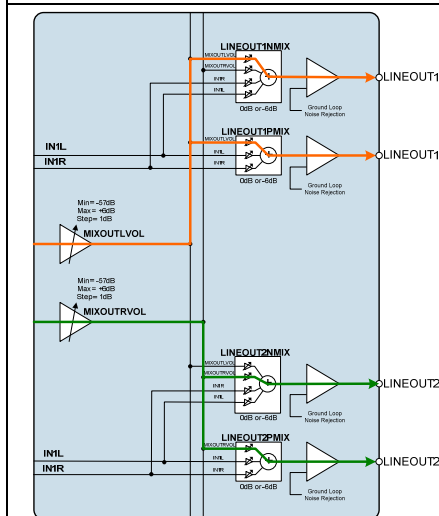 LINEOUT1NMIX
MIXOUTLVOL
MIXOUTRVOL
IN1R
IN1L
0dB or -6dB
Ground Loop
Noise Rejection
LINEOUT1
LINEOUT1PMIX
MIXOUTLVOL
IN1L
IN1R
0dB or -6dB
Ground Loop
Noise Rejection
LINEOUT1
IN1L
IN1R
Min= -57dB
Max= +6dB
Step= 1dB
MIXOUTLVOL
Min= -57dB
Max= +6dB
Step= 1dB
MIXOUTRVOL
LINEOUT2NMIX
MIXOUTLVOL
MIXOUTRVOL
IN1R
IN1L
0dB or -6dB
Ground Loop
Noise Rejection
LINEOUT2
LINEOUT2PMIX
MIXOUTRVOL
IN1L
IN1R
0dB or -6dB
Ground Loop
Noise Rejection
LINEOUT2
IN1L
IN1R